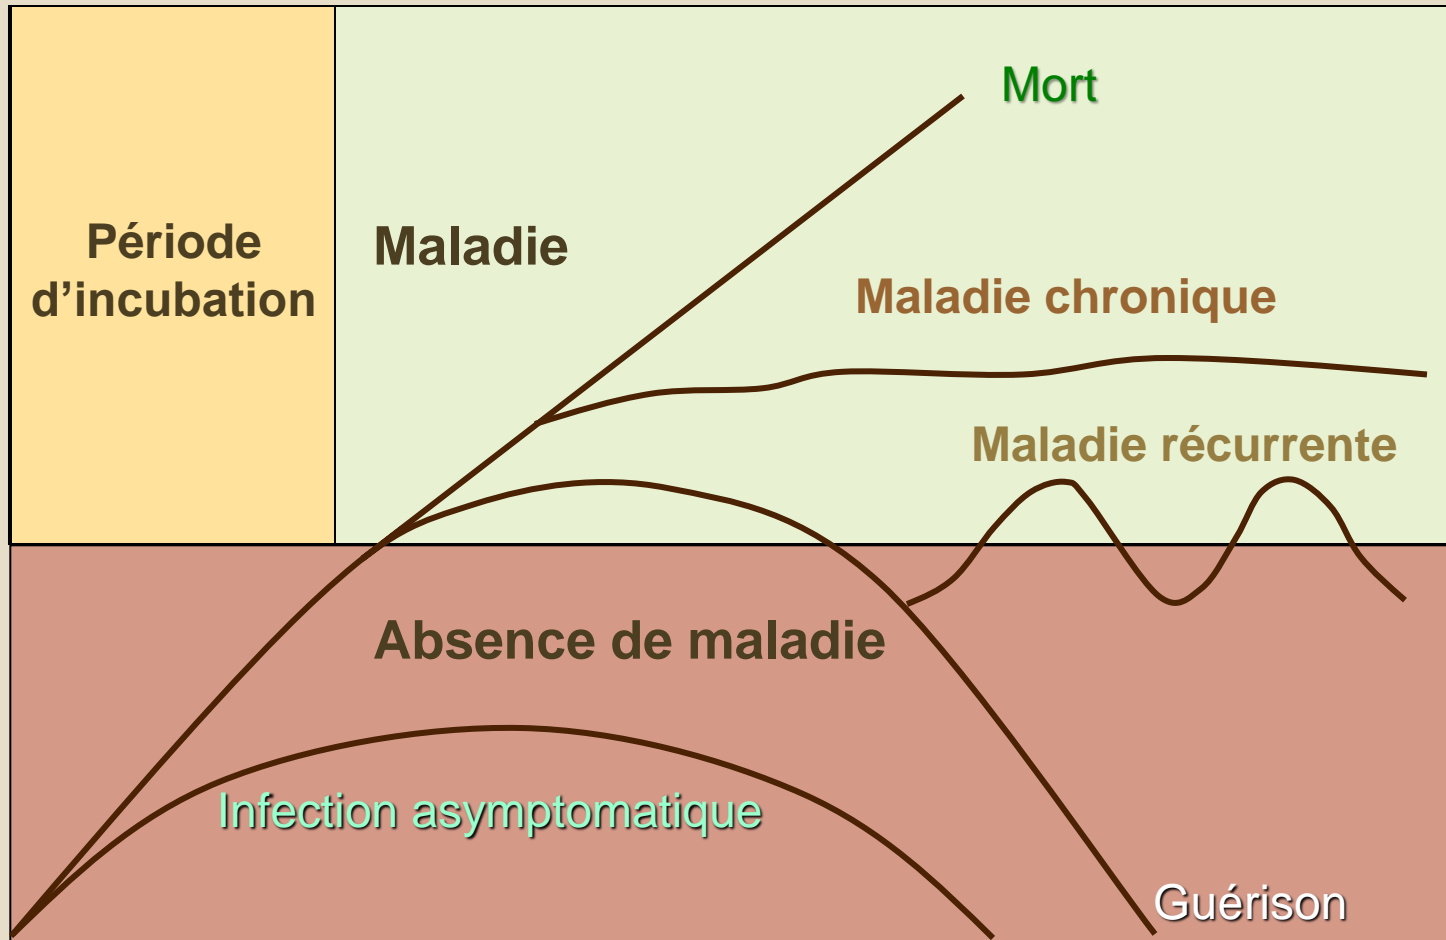 Mort
Période
d’incubation
Maladie
Maladie chronique
Maladie récurrente
Absence de maladie
Infection asymptomatique
Guérison